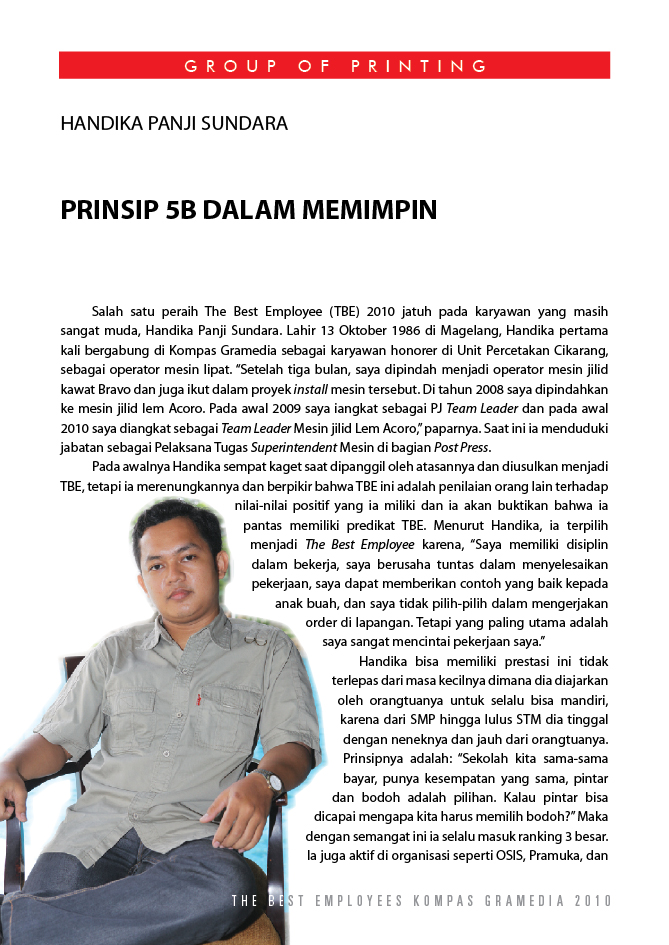 GROUP OF PRINTING
HANDIKA PANJI SUNDARA
PRINSIP 5B DALAM MEMIMPIN
Salah satu peraih The Best Employee (TBE) 2010 jatuh pada karyawan yang masih
sangat muda, Handika Panji Sundara. Lahir 13 Oktober 1986 di Magelang, Handika pertama
kali bergabung di Kompas Gramedia sebagai karyawan honorer di Unit Percetakan Cikarang,
sebagai operator mesin lipat. “Setelah tiga bulan, saya dipindah menjadi operator mesin jilid
kawat Bravo dan juga ikut dalam proyek install mesin tersebut. Di tahun 2008 saya dipindahkan
ke mesin jilid lem Acoro. Pada awal 2009 saya iangkat sebagai PJ Team Leader dan pada awal
2010 saya diangkat sebagai Team Leader Mesin jilid Lem Acoro,” paparnya. Saat ini ia menduduki
jabatan sebagai Pelaksana Tugas Superintendent Mesin di bagian Post Press.
Pada awalnya Handika sempat kaget saat dipanggil oleh atasannya dan diusulkan menjadi
TBE, tetapi ia merenungkannya dan berpikir bahwa TBE ini adalah penilaian orang lain terhadap
nilai-nilai positif yang ia miliki dan ia akan buktikan bahwa ia
pantas memiliki predikat TBE. Menurut Handika, ia terpilih
menjadi The Best Employee karena, “Saya memiliki disiplin
dalam bekerja, saya berusaha tuntas dalam menyelesaikan
pekerjaan, saya dapat memberikan contoh yang baik kepada
anak buah, dan saya tidak pilih-pilih dalam mengerjakan
order di lapangan. Tetapi yang paling utama adalah
saya sangat mencintai pekerjaan saya.”
Handika bisa memiliki prestasi ini tidak
terlepas dari masa kecilnya dimana dia diajarkan
oleh orangtuanya untuk selalu bisa mandiri,
karena dari SMP hingga lulus STM dia tinggal
dengan neneknya dan jauh dari orangtuanya.
Prinsipnya adalah: “Sekolah kita sama-sama
bayar, punya kesempatan yang sama, pintar
dan bodoh adalah pilihan. Kalau pintar bisa
dicapai mengapa kita harus memilih bodoh?” Maka
dengan semangat ini ia selalu masuk ranking 3 besar.
Ia juga aktif di organisasi seperti OSIS, Pramuka, dan
THE BEST EMPLOYEES KOMPAS GRAMEDIA 2010